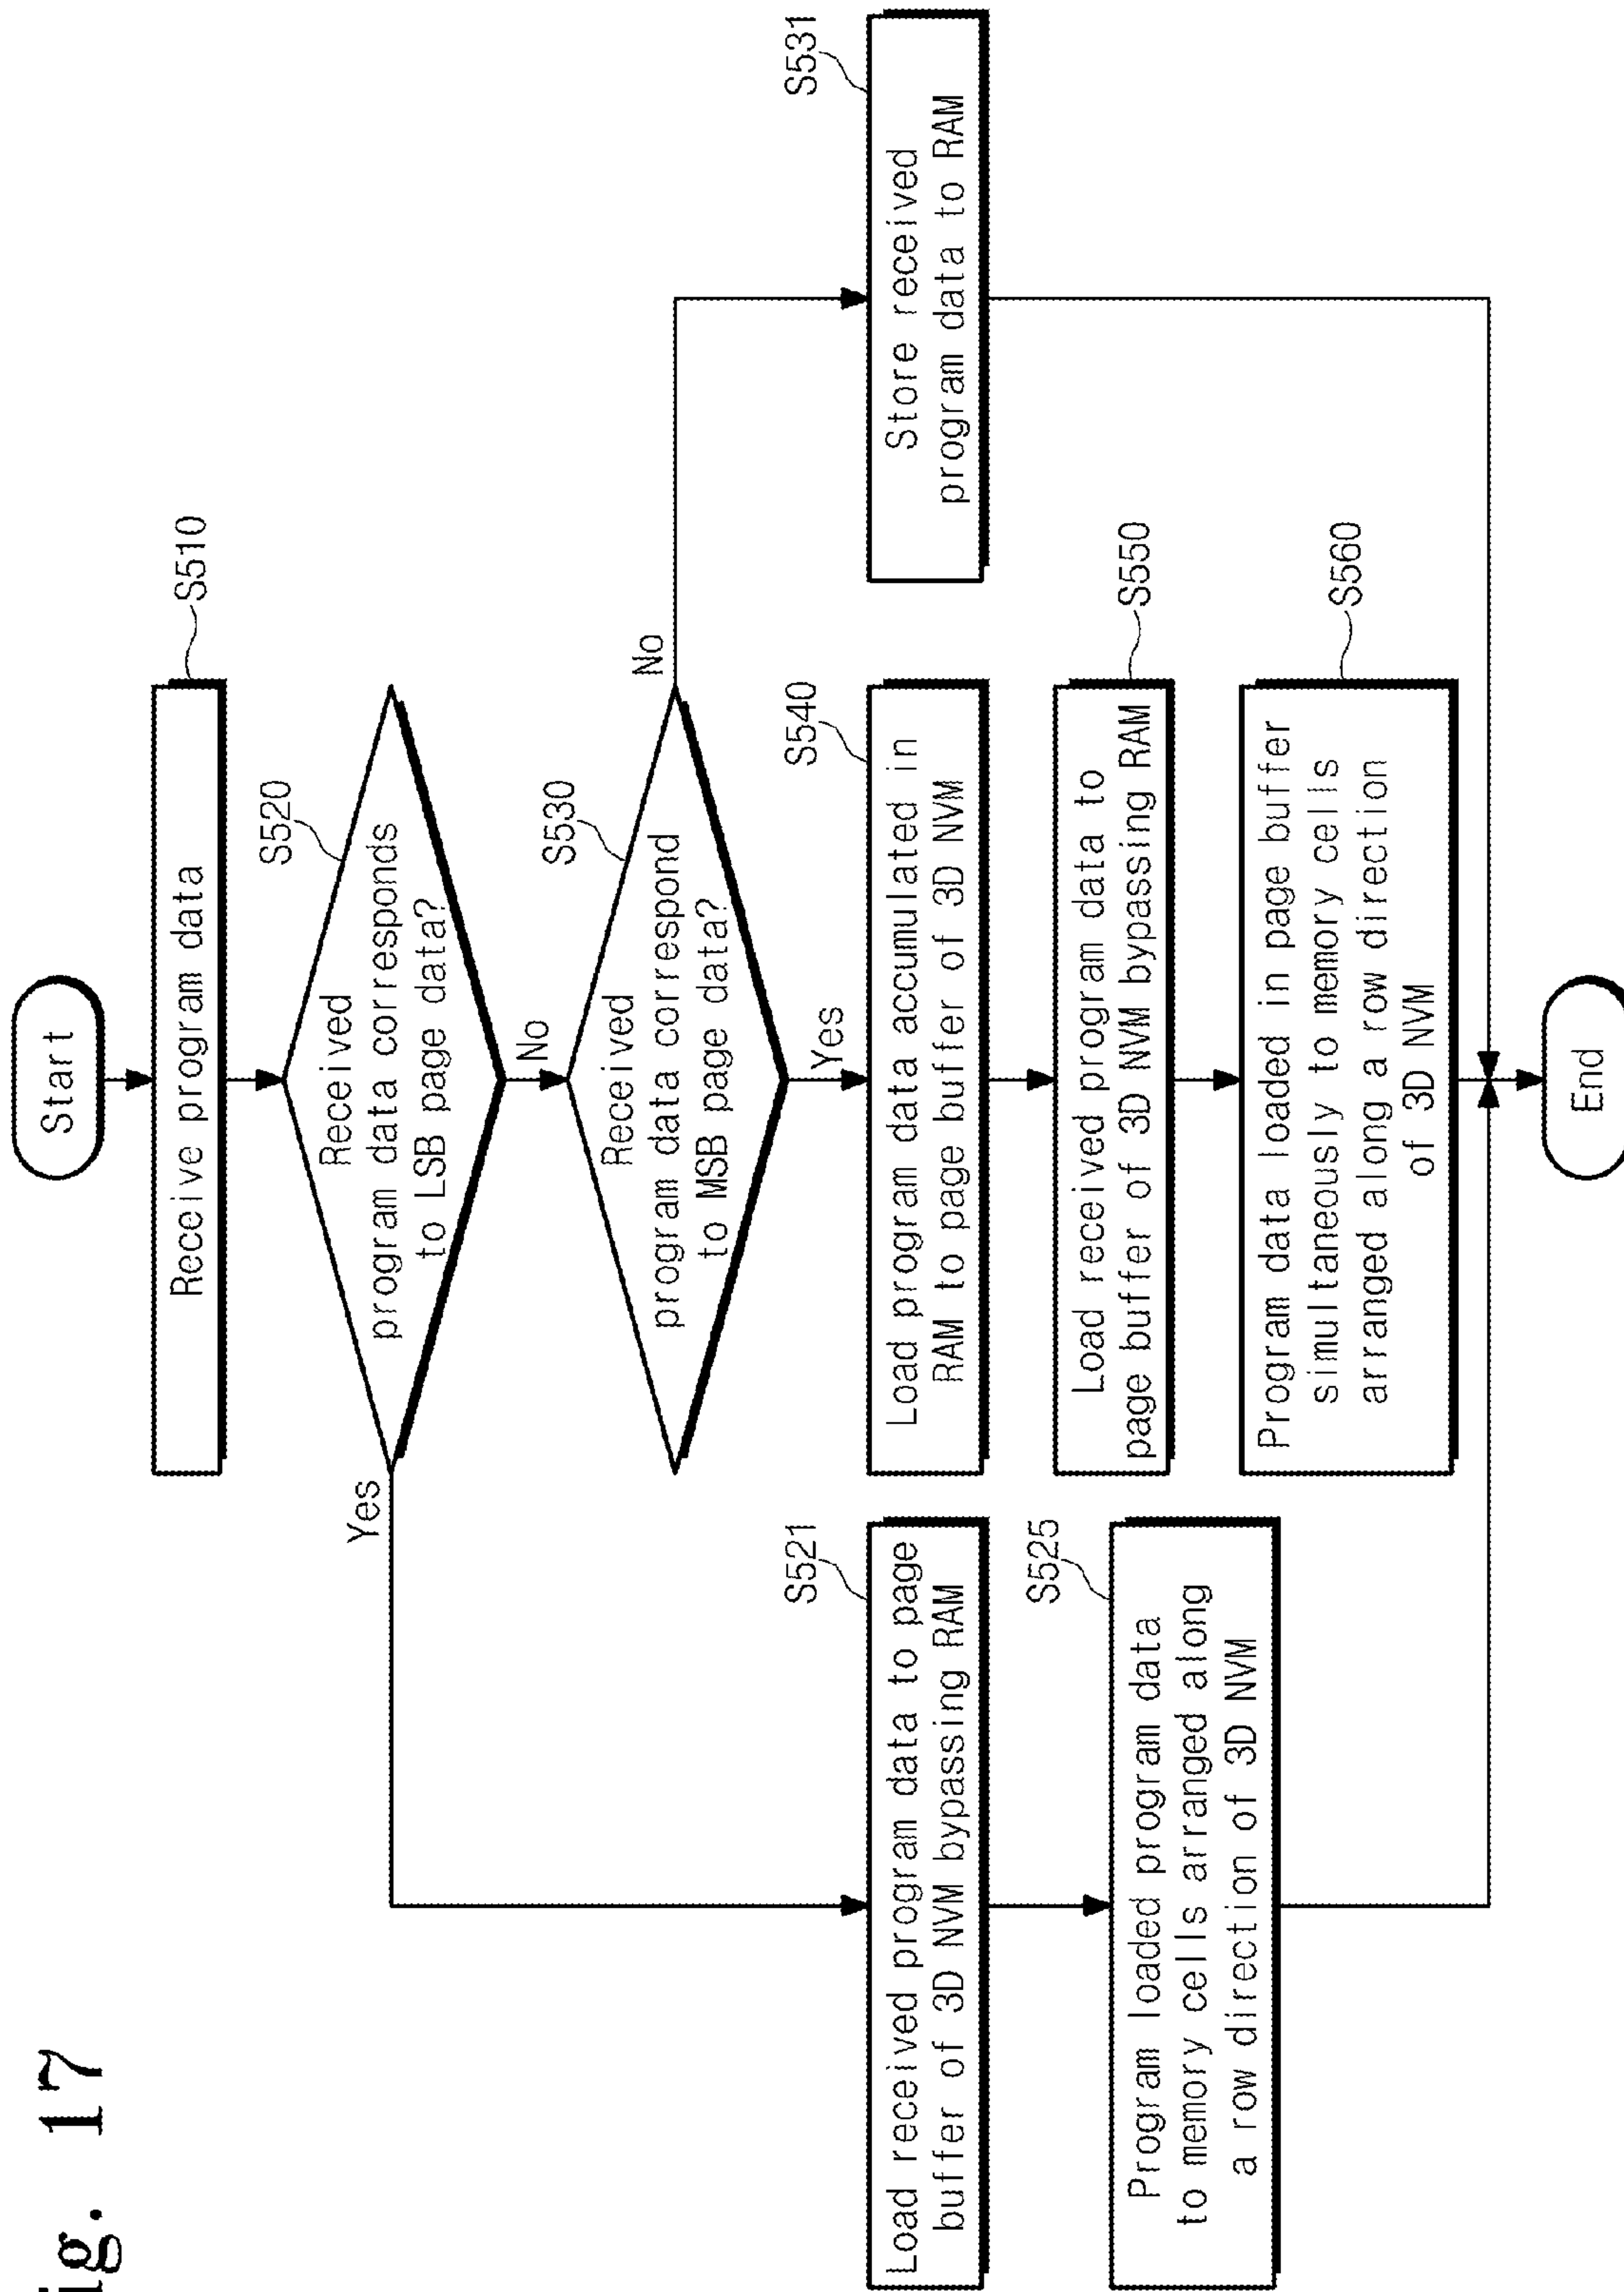 ig. 17
Start
Receive program data
S510
Received
program data corresponds
to LSB page data?
S520
Yes
No
Received
program data correspond
to MSB page data?
S530
No
Yes
Load received program data to page
buffer of 3D NVM bypassing RAM
S521
Load program data accumulated in
RAM to page buffer of 3D NVM
S540
Store received
program data to RAM
S531
Program loaded program data
to memory cells arranged along
a row direction of 3D NVM
S525
Load received program data to
page buffer of 3D NVM bypassing RAM
S550
Program data loaded in page buffer
simultaneously to memory cells
arranged along a row direction
of 3D NVM
S560
End